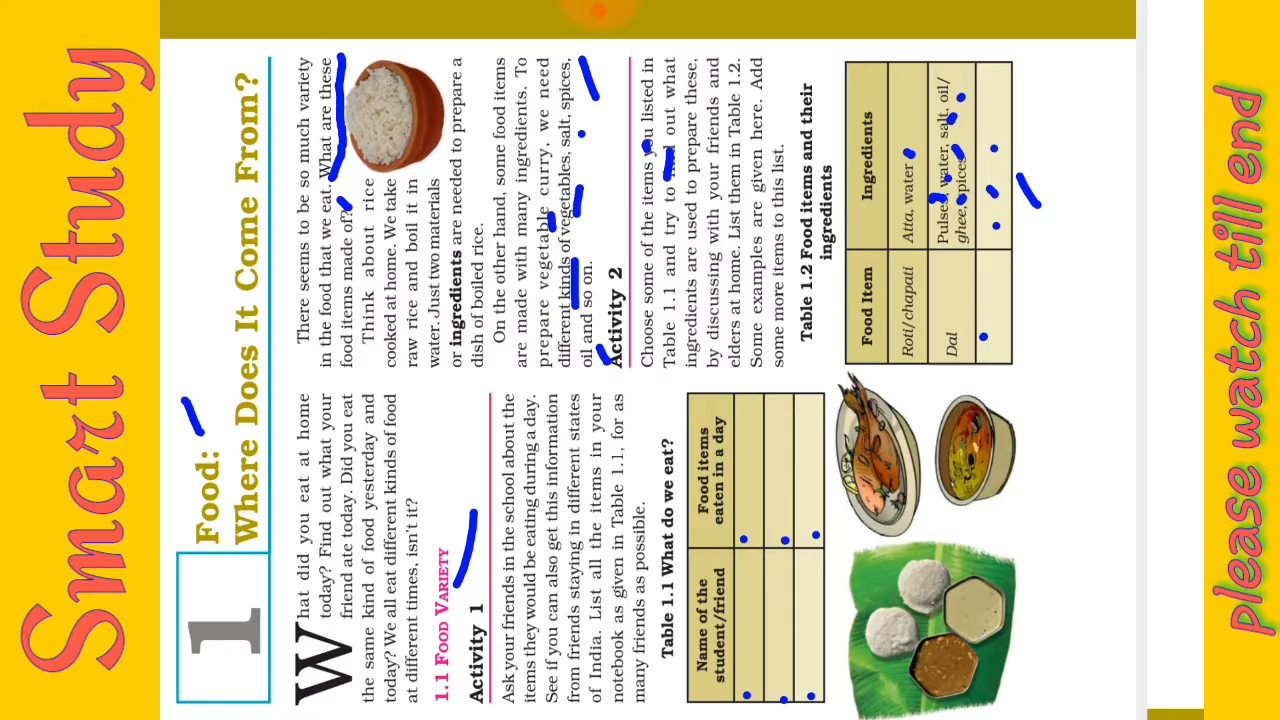 Smart Study
1
Food:
Where Does It Come From?
What did you eat at home
today? Find out what your
friend ate today. Did you eat
the same kind of food yesterday and
today? We all eat different kinds of food
at different times, isn't it?
1.1 FOOD VARIETY
Activity 1
Ask your friends in the school about the
items they would be eating during a day.
See if you can also get this information
from friends staying in different states
of India. List all the items in your
notebook as given in Table 1.1, for as
many friends as possible.
Table 1.1 What do we eat?
Name of the student/friend
Food items eaten in a day
There seems to be so much variety
in the food that we eat. What are these
food items made of?
Think about rice
cooked at home. We take
raw rice and boil it in
water. Just two materials
or ingredients are needed to prepare a
dish of boiled rice.
On the other hand, some food items
are made with many ingredients. To
prepare vegetable curry, we need
different kinds of vegetables, salt, spices,
oil and so on.
Activity 2
Choose some of the items you listed in
Table 1.1 and try to find out what
ingredients are used to prepare these,
by discussing with your friends and
elders at home. List them in Table 1.2.
Some examples are given here. Add
some more items to this list.
Table 1.2 Food items and their
ingredients
Food Item
Ingredients
Roti/chapati
Atta, water
Dal
Pulses, water, salt, oil/
ghee, spices
please watch till end